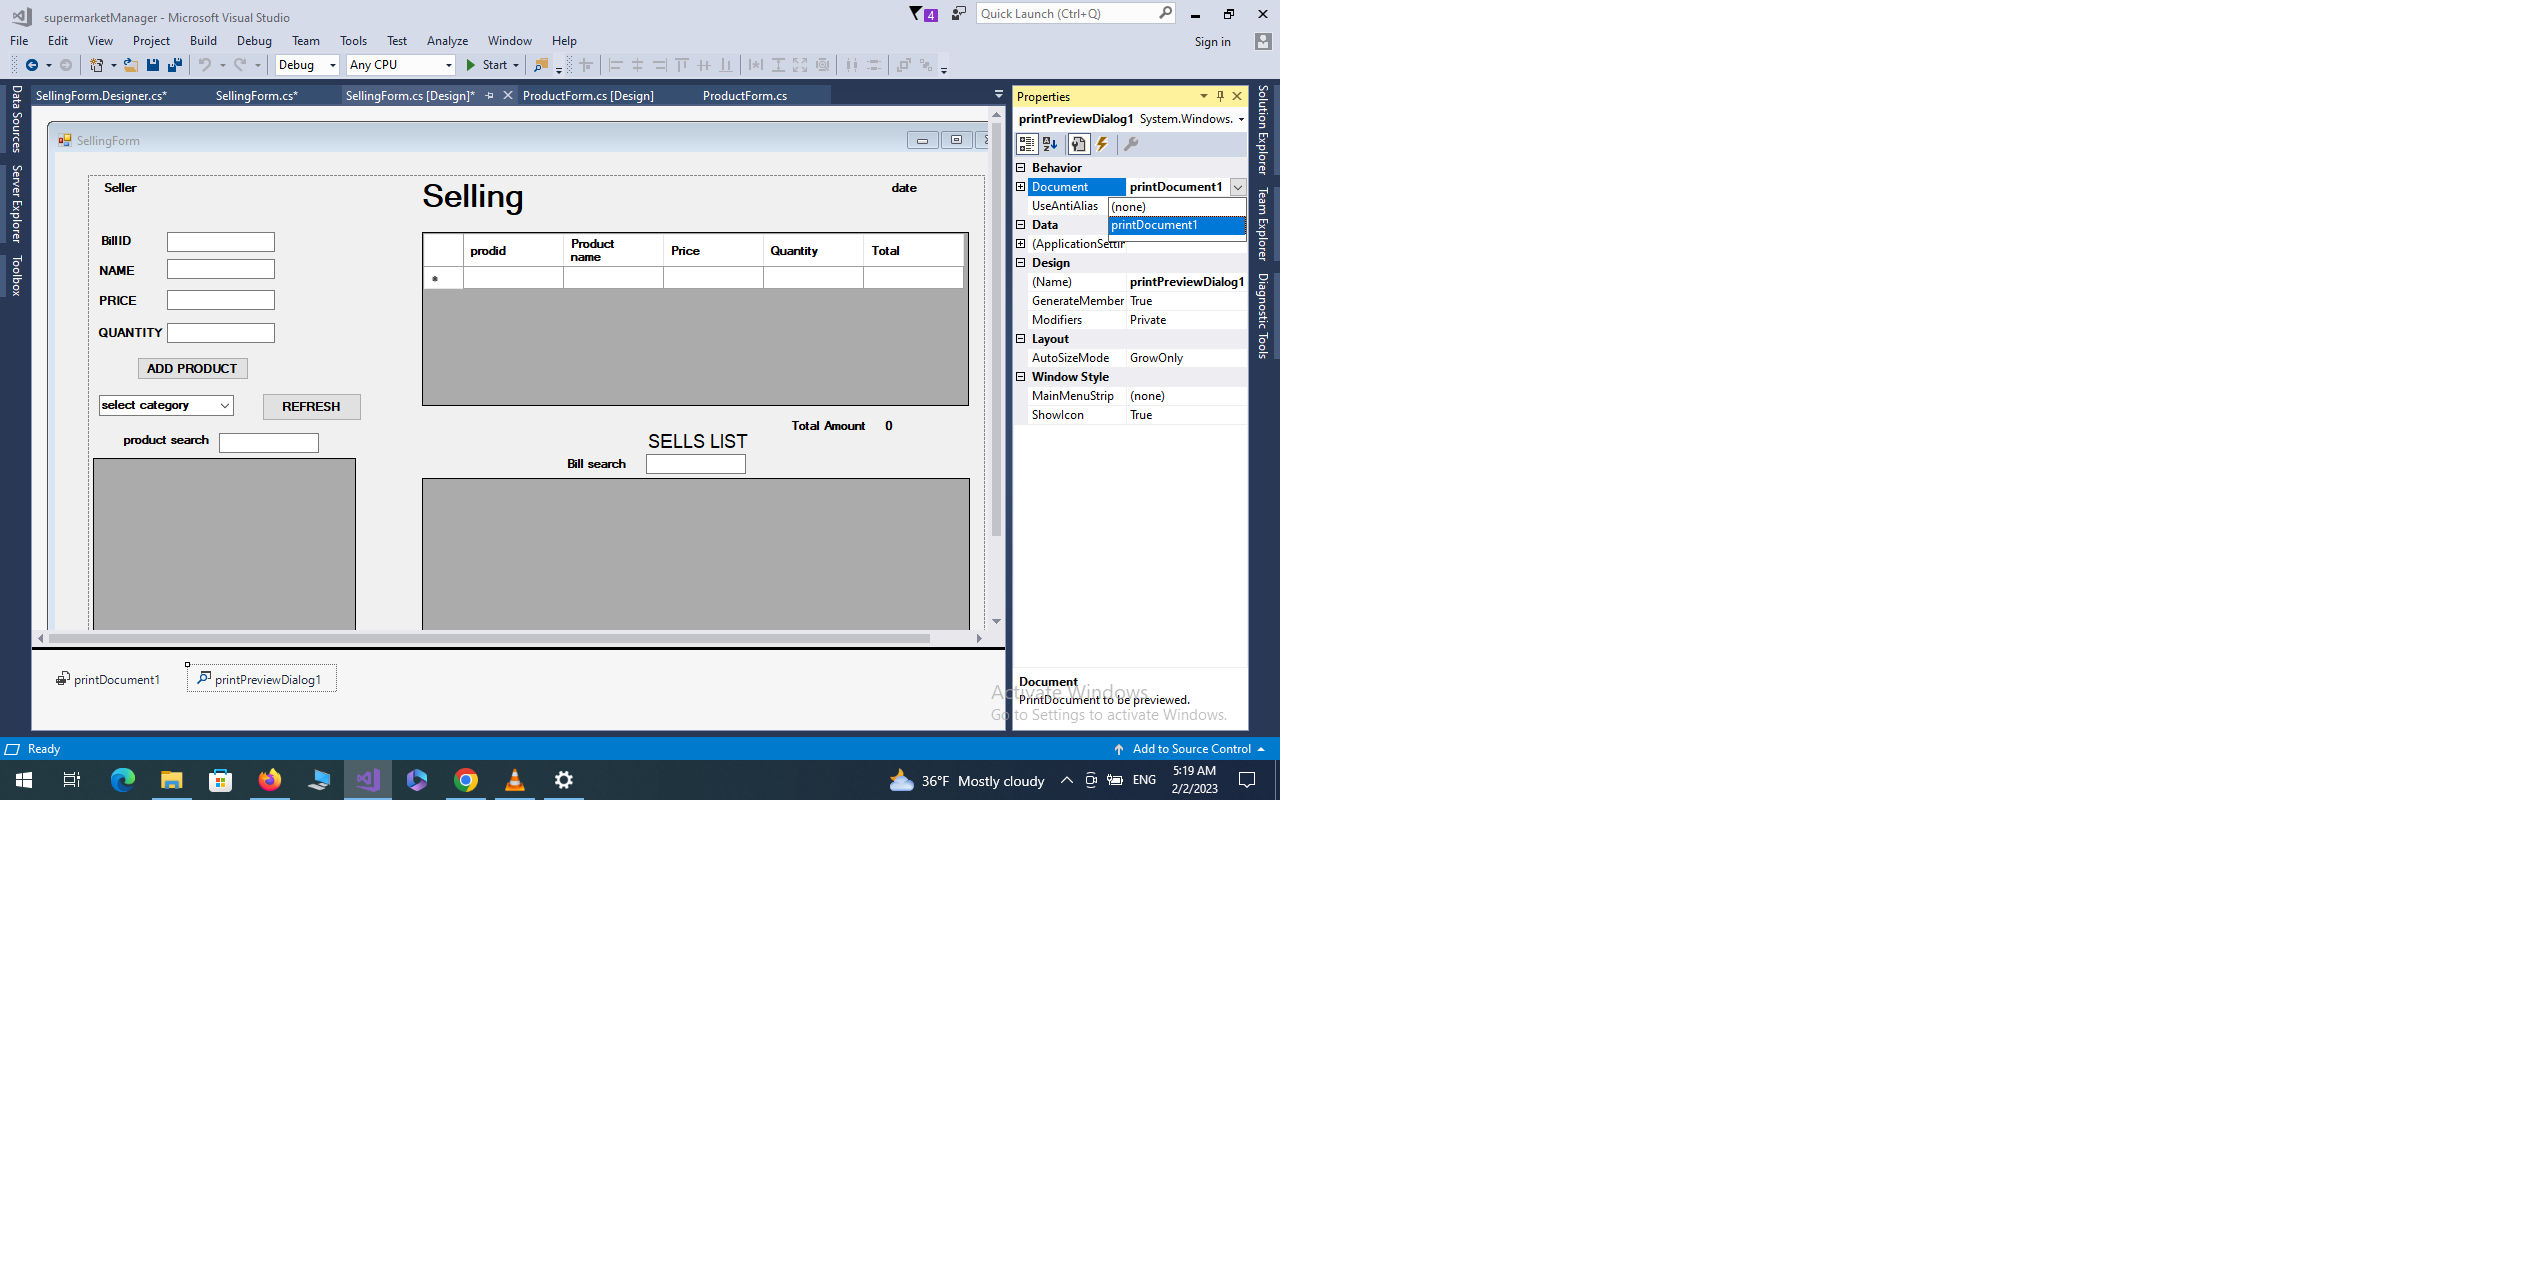 supermarketManager - Microsoft Visual Studio
4
Quick Launch (Ctrl+Q)
File Edit View Project Build Debug Team Tools Test Analyze Window Help
Sign in
Debug Any CPU Start
Data Sources
Server Explorer
Toolbox
SellingForm.Designer.cs* SellingForm.cs* SellingForm.cs [Design]* ProductForm.cs [Design] ProductForm.cs
SellingForm
Seller
Selling
date
BillID
NAME
PRICE
QUANTITY
ADD PRODUCT
select category
REFRESH
product search
prodid Product name Price Quantity Total
*
Total Amount 0
SELLS LIST
Bill search
printDocument1
printPreviewDialog1
Properties
printPreviewDialog1 System.Windows.
Behavior
Document printDocument1
UseAntiAlias
(none)
printDocument1
Data
(ApplicationSettin
Design
(Name) printPreviewDialog1
GenerateMember True
Modifiers Private
Layout
AutoSizeMode GrowOnly
Window Style
MainMenuStrip (none)
ShowIcon True
Document
PrintDocument to be previewed.
Activate Windows
Go to Settings to activate Windows.
Solution Explorer
Team Explorer
Diagnostic Tools
Ready
Add to Source Control
36°F Mostly cloudy
ENG
5:19 AM
2/2/2023